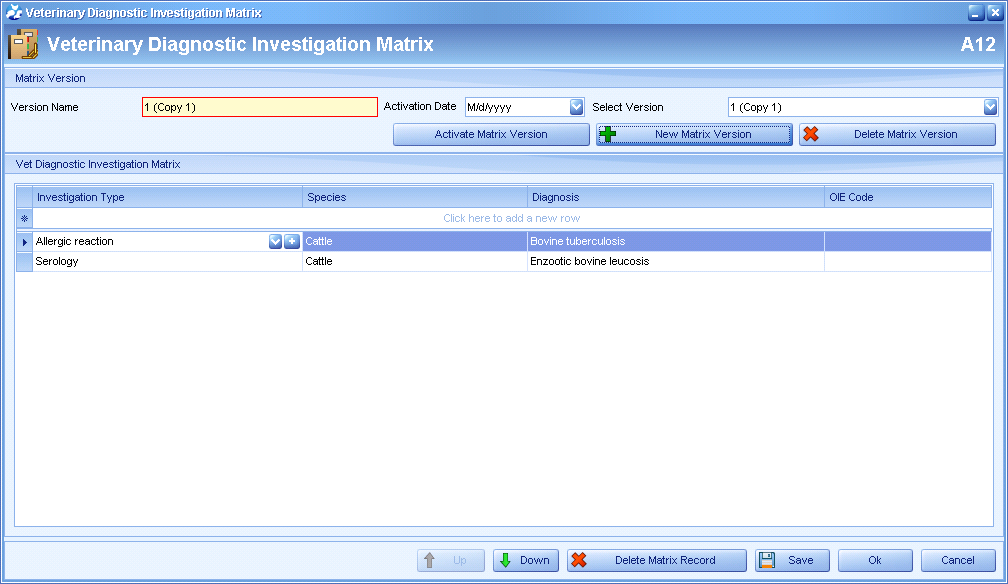 Veterinary Diagnostic Investigation Matrix
Veterinary Diagnostic Investigation Matrix A12
Matrix Version
Version Name 1 (Copy 1) Activation Date M/d/yyyy Select Version 1 (Copy 1)
Activate Matrix Version New Matrix Version Delete Matrix Version
Vet Diagnostic Investigation Matrix
Investigation Type Species Diagnosis OIE Code
Click here to add a new row
Allergic reaction Cattle Bovine tuberculosis
Serology Cattle Enzootic bovine leucosis
Up Down Delete Matrix Record Save Ok Cancel